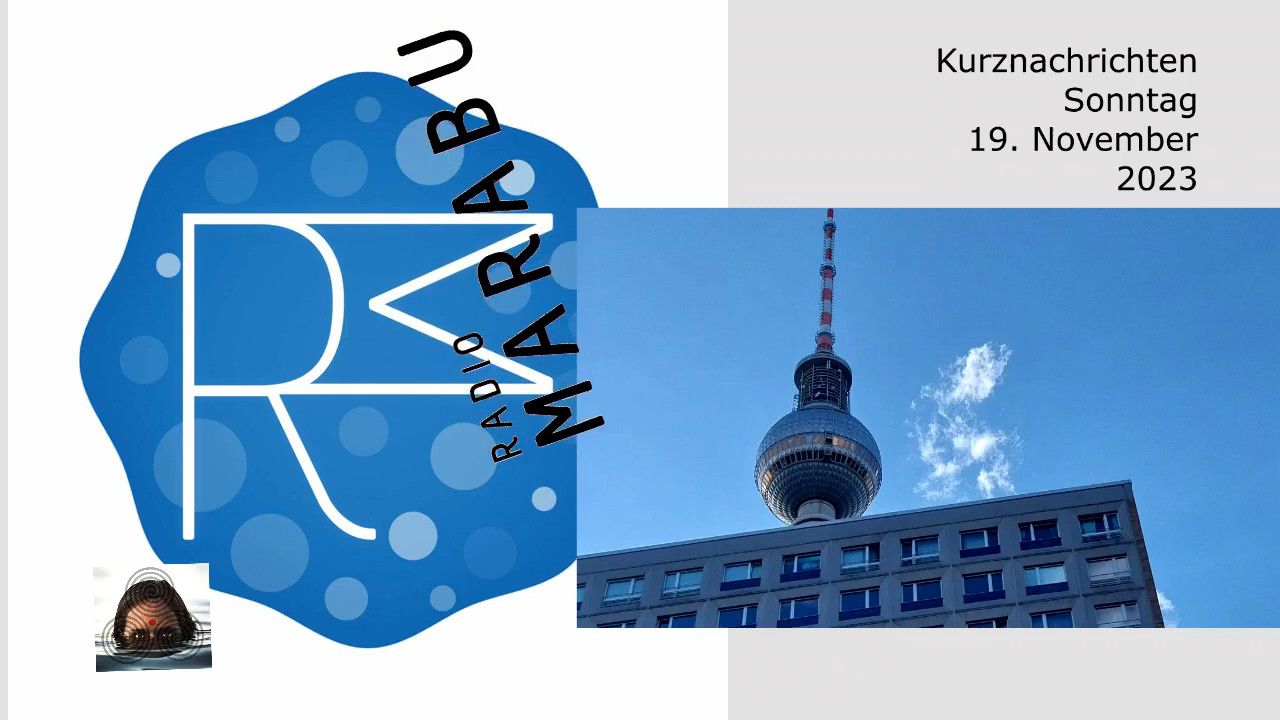 RADIO
MARABU
Kurznachrichten
Sonntag
19. November
2023